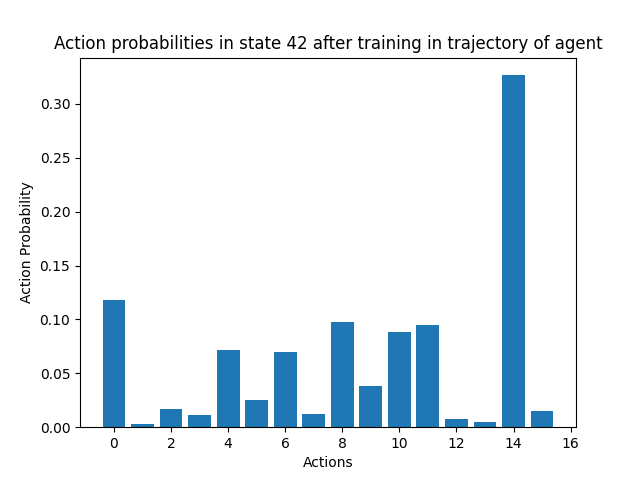 Action probabilities in state 42 after training in trajectory of agent
0.30
0.25
0.20
0.15
0.10
0.05
0.00
Action Probability
0 2 4 6 8 10 12 14 16
Actions